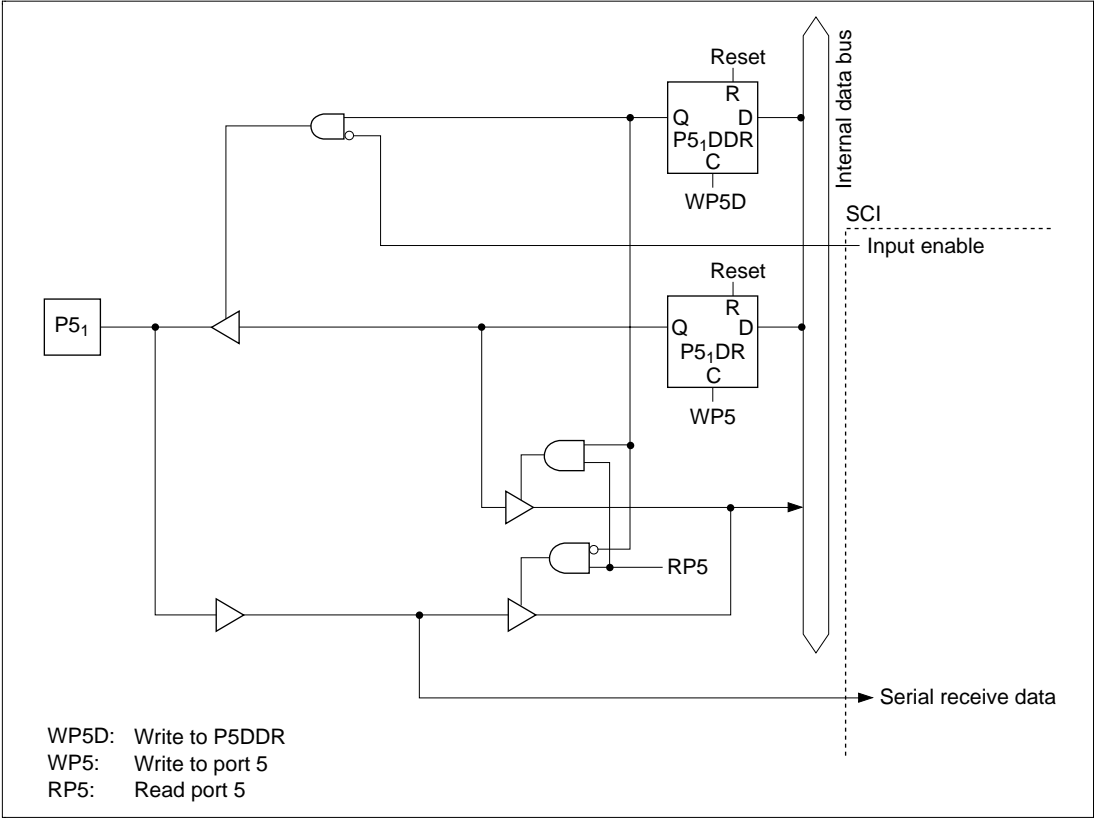 Reset
R
Q D
P5₁DDR
C
WP5D
Internal data bus
SCI
Input enable
Reset
R
Q D
P5₁DR
C
WP5
P5₁
RP5
Serial receive data
WP5D: Write to P5DDR
WP5: Write to port 5
RP5: Read port 5